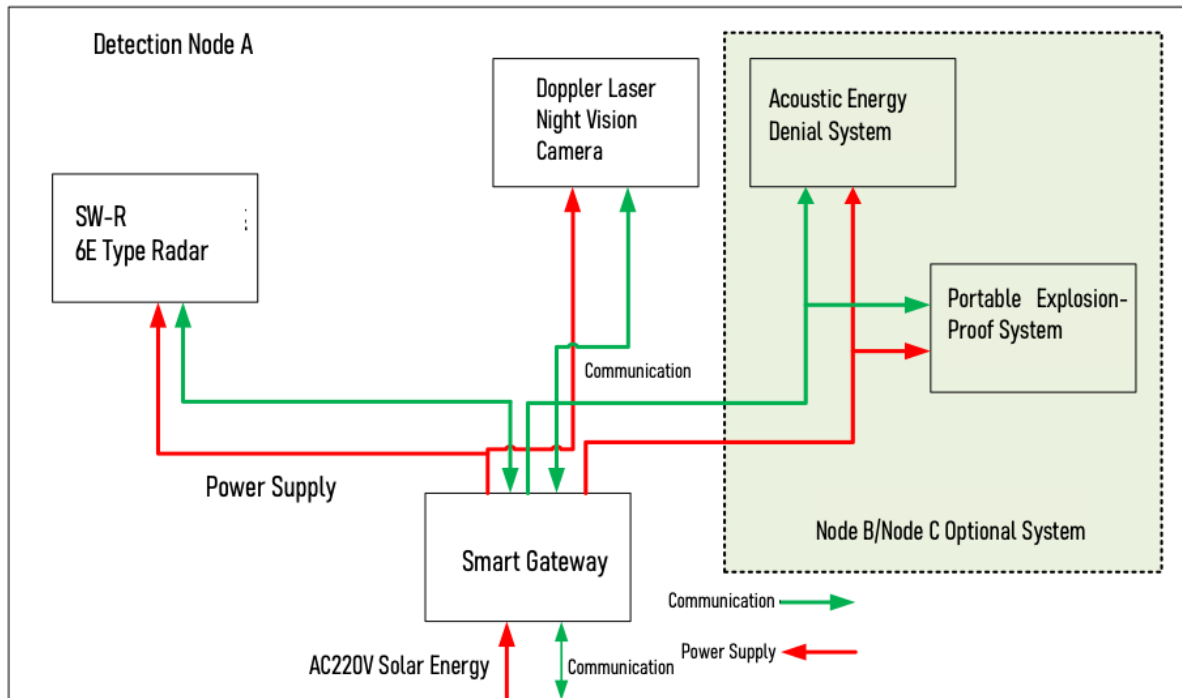 Detection Node A
Doppler Laser
Night Vision
Camera
Acoustic Energy
Denial System
SW-R
6E Type Radar
Portable Explosion-
Proof System
Communication
Power Supply
Node B/Node C Optional System
Smart Gateway
Communication
Power Supply
AC220V Solar Energy
Communication